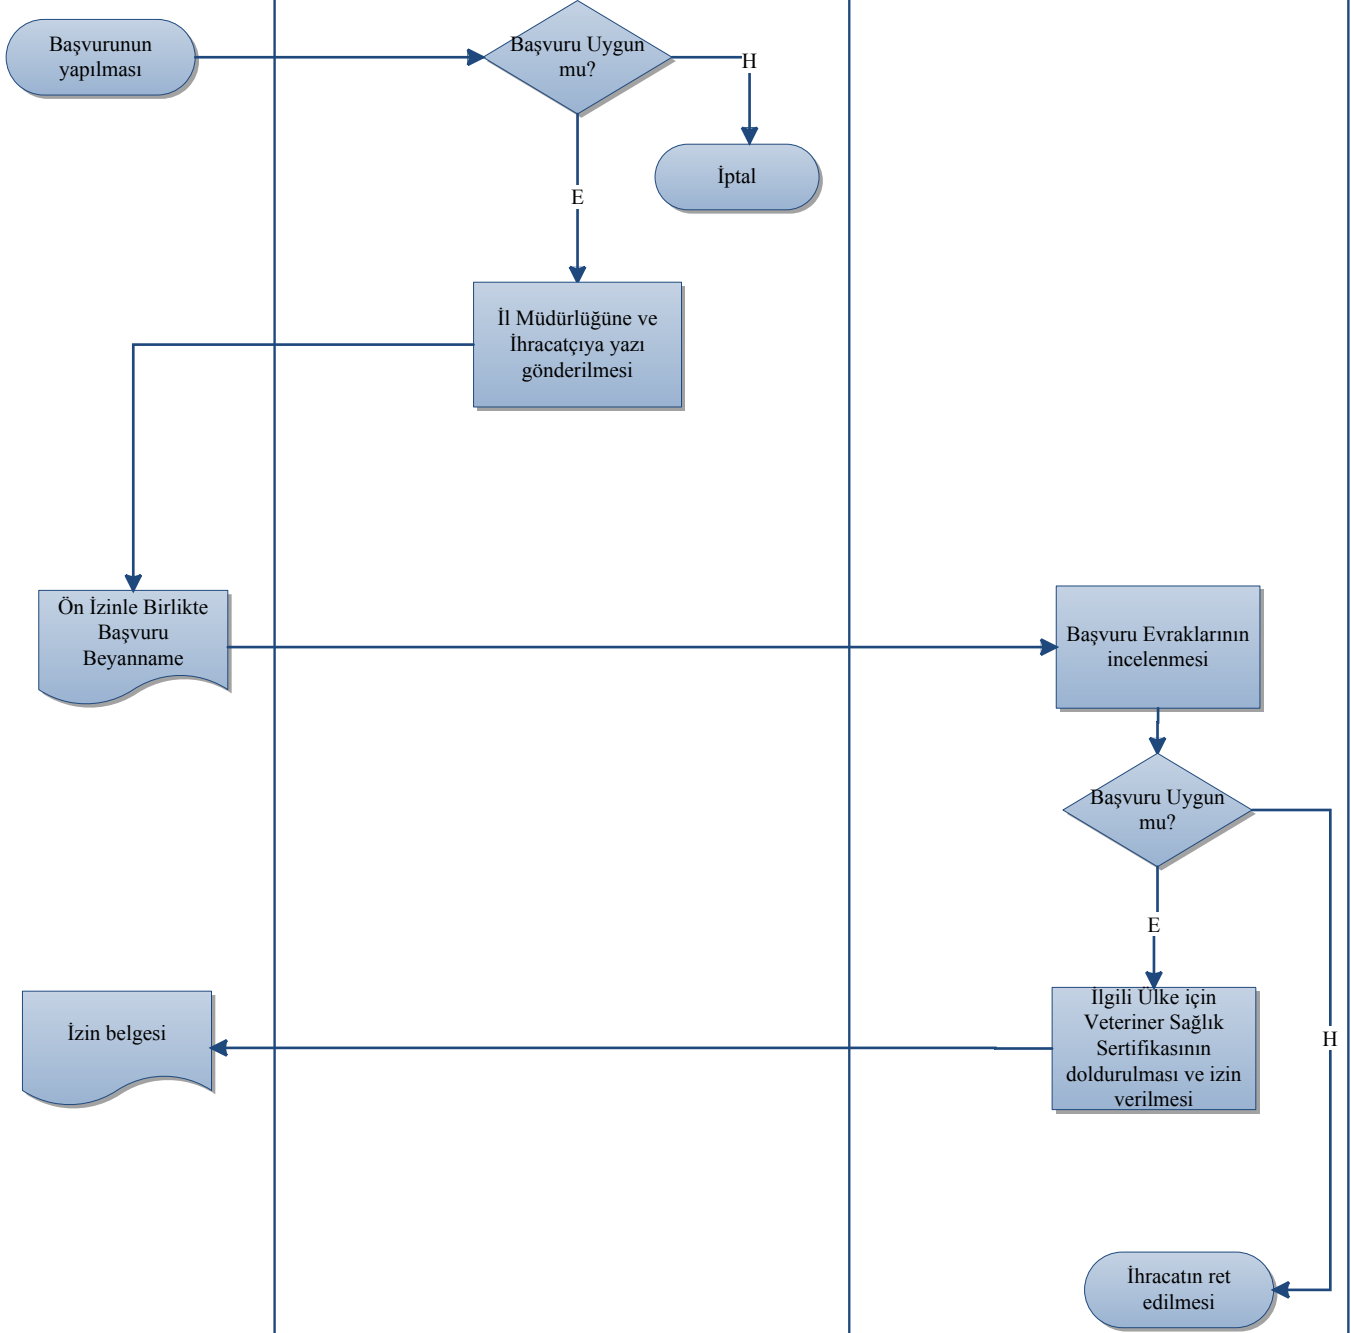 Başvurunun
yapılması
Başvuru Uygun
mu?
H
İptal
E
İl Müdürlüğüne ve
İhracatçıya yazı
gönderilmesi
Ön İzinle Birlikte
Başvuru
Beyanname
Başvuru Evraklarının
incelenmesi
Başvuru Uygun
mu?
E
H
İlgili Ülke için
Veteriner Sağlık
Sertifikasının
doldurulması ve izin
verilmesi
İzin belgesi
İhracatın ret
edilmesi